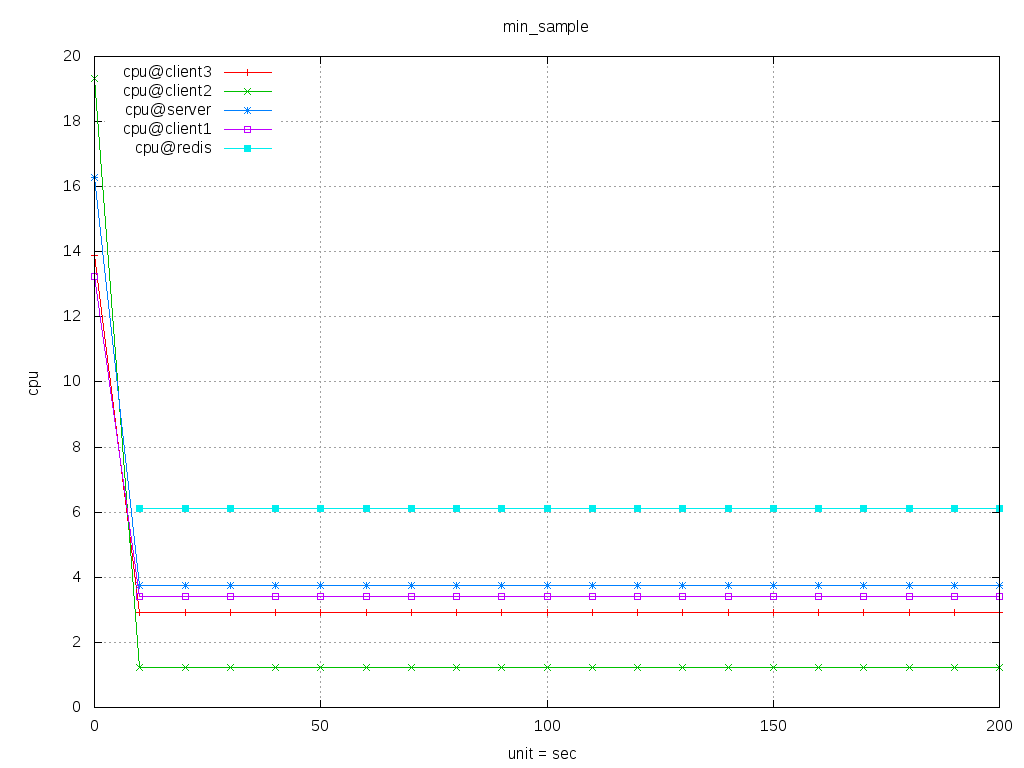 min_sample
20
18
16
14
12
10
8
6
4
2
0
cpu
cpu@client3
cpu@client2
cpu@server
cpu@client1
cpu@redis
0 50 100 150 200
unit = sec